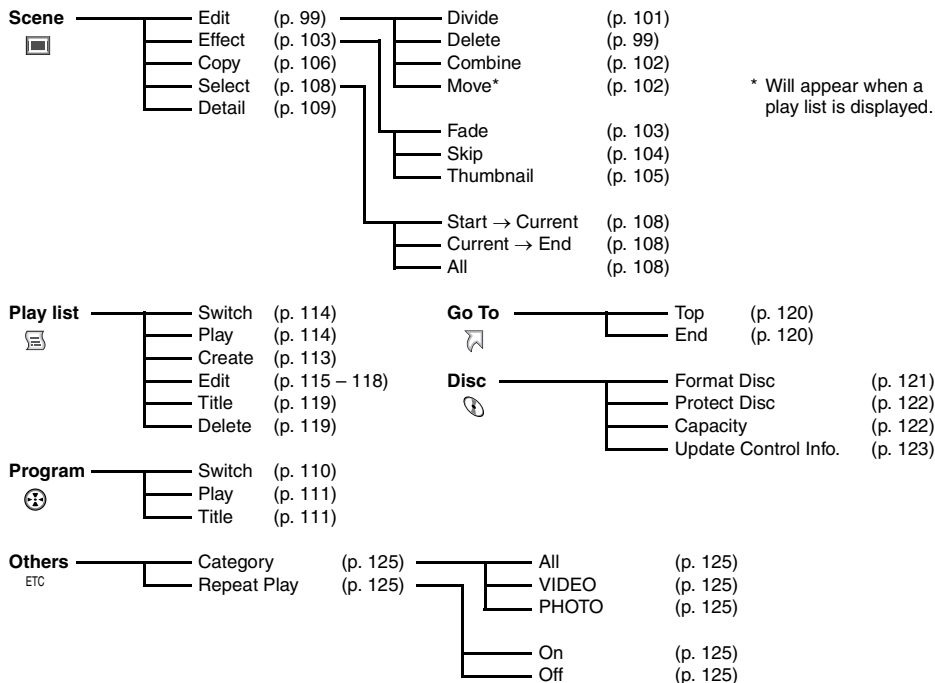 Scene Edit (p. 99) Divide (p. 101)
Effect (p. 103) Delete (p. 99)
Copy (p. 106) Combine (p. 102)
Select (p. 108) Move* (p. 102) * Will appear when a
Detail (p. 109) play list is displayed.
Fade (p. 103)
Skip (p. 104)
Thumbnail (p. 105)
Start → Current (p. 108)
Current → End (p. 108)
All (p. 108)
Play list Switch (p. 114) Go To Top (p. 120)
Play (p. 114) End (p. 120)
Create (p. 113)
Edit (p. 115 – 118) Disc Format Disc (p. 121)
Title (p. 119) Protect Disc (p. 122)
Delete (p. 119) Capacity (p. 122)
Update Control Info. (p. 123)
Program Switch (p. 110)
Play (p. 111)
Title (p. 111)
Others Category (p. 125) All (p. 125)
ETC Repeat Play (p. 125) VIDEO (p. 125)
PHOTO (p. 125)
On (p. 125)
Off (p. 125)